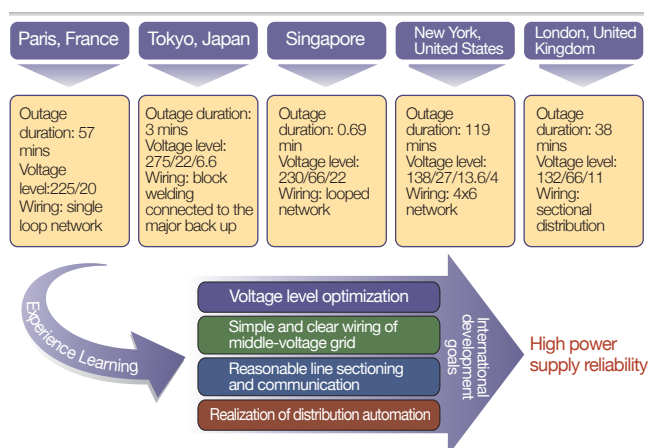 Paris, France
Tokyo, Japan
Singapore
New York,
United States
London, United
Kingdom
Outage
duration: 57
mins
Voltage
level:225/20
Wiring: single
loop network
Outage duration:
3 mins
Voltage level:
275/22/6.6
Wiring: block
welding
connected to the
major back up
Outage
duration: 0.69
min
Voltage level:
230/66/22
Wiring: looped
network
Outage
duration: 119
mins
Voltage level:
138/27/13.6/4
Wiring: 4x6
network
Outage
duration: 38
mins
Voltage level:
132/66/11
Wiring:
sectional
distribution
Experience Learning
Voltage level optimization
Simple and clear wiring of
middle-voltage grid
Reasonable line sectioning
and communication
Realization of distribution automation
International
development
goals
High power
supply reliability